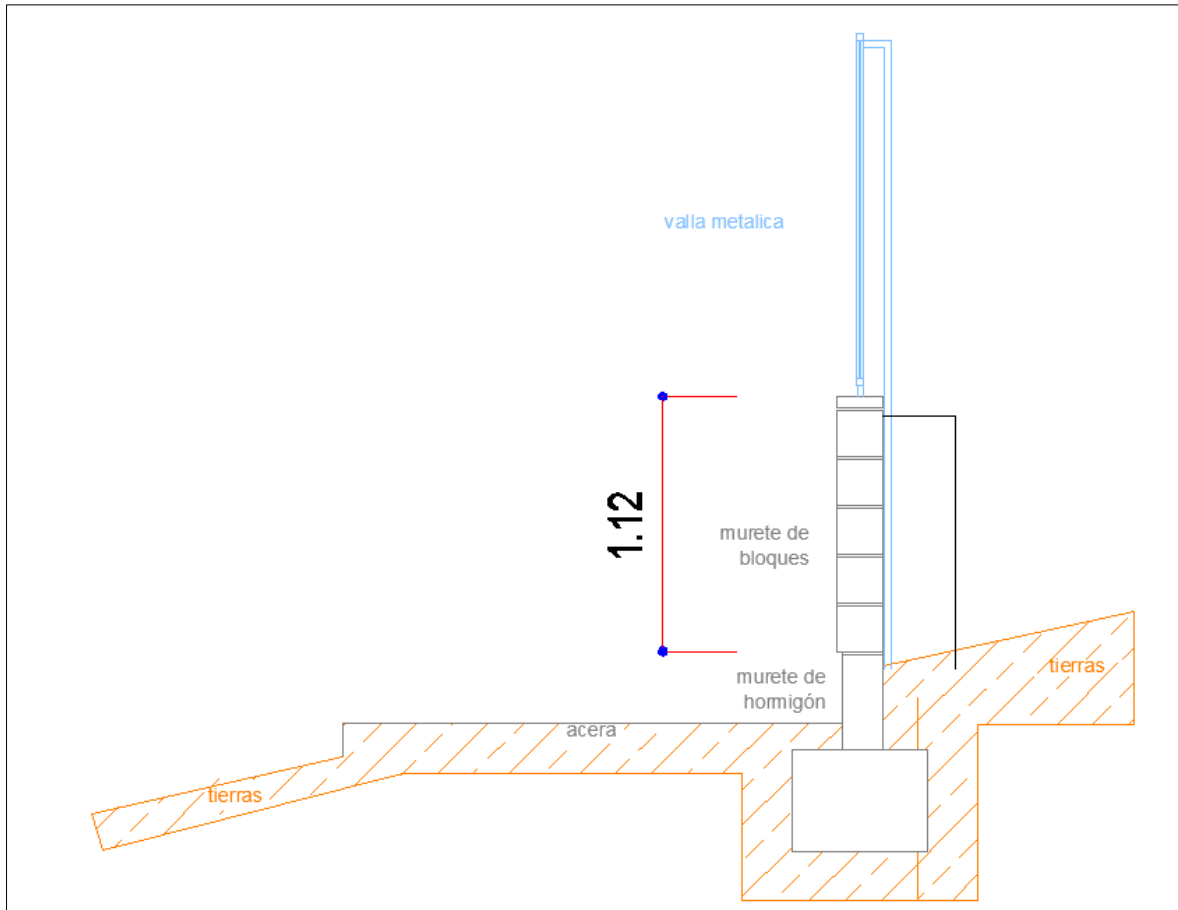 valla metalica
1.12
murete de
bloques
murete de
hormigón
tierras
acera
tierras